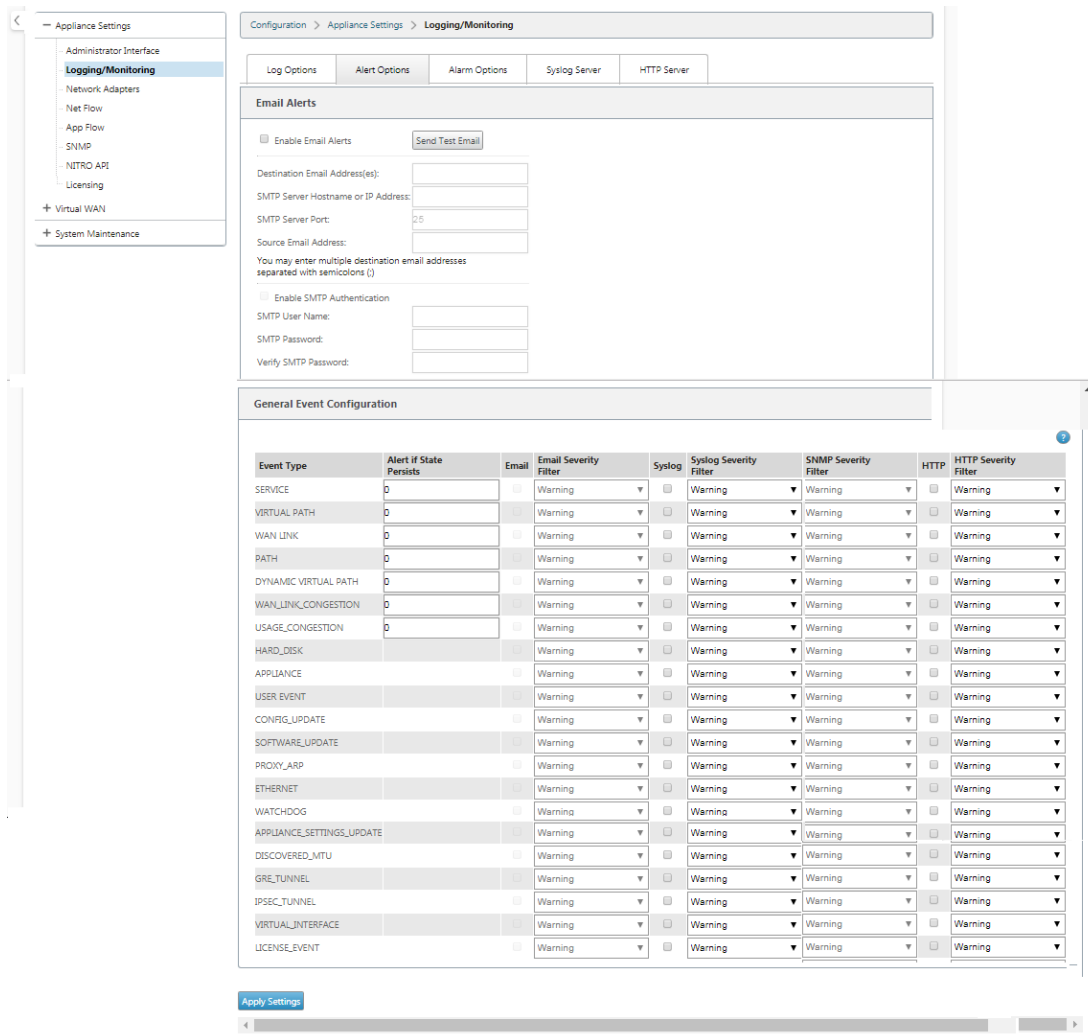 − Appliance Settings
Administrator Interface
Logging/Monitoring
Network Adapters
Net Flow
App Flow
SNMP
NITRO API
Licensing
+ Virtual WAN
+ System Maintenance
Configuration > Appliance Settings > Logging/Monitoring
Log Options Alert Options Alarm Options Syslog Server HTTP Server
Email Alerts
Enable Email Alerts Send Test Email
Destination Email Address(es):
SMTP Server Hostname or IP Address:
SMTP Server Port: 25
Source Email Address:
You may enter multiple destination email addresses
separated with semicolons (;)
Enable SMTP Authentication
SMTP User Name:
SMTP Password:
Verify SMTP Password:
General Event Configuration
?
Event Type Alert if State Persists Email Email Severity Filter Syslog Syslog Severity Filter SNMP Severity Filter HTTP HTTP Severity Filter
SERVICE 0 Warning Warning Warning Warning
VIRTUAL PATH 0 Warning Warning Warning Warning
WAN LINK 0 Warning Warning Warning Warning
PATH 0 Warning Warning Warning Warning
DYNAMIC VIRTUAL PATH 0 Warning Warning Warning Warning
WAN_LINK_CONGESTION 0 Warning Warning Warning Warning
USAGE_CONGESTION 0 Warning Warning Warning Warning
HARD_DISK Warning Warning Warning Warning
APPLIANCE Warning Warning Warning Warning
USER EVENT Warning Warning Warning Warning
CONFIG_UPDATE Warning Warning Warning Warning
SOFTWARE_UPDATE Warning Warning Warning Warning
PROXY_ARP Warning Warning Warning Warning
ETHERNET Warning Warning Warning Warning
WATCHDOG Warning Warning Warning Warning
APPLIANCE_SETTINGS_UPDATE Warning Warning Warning Warning
DISCOVERED_MTU Warning Warning Warning Warning
GRE_TUNNEL Warning Warning Warning Warning
IPSEC_TUNNEL Warning Warning Warning Warning
VIRTUAL_INTERFACE Warning Warning Warning Warning
LICENSE_EVENT Warning Warning Warning Warning
Apply Settings